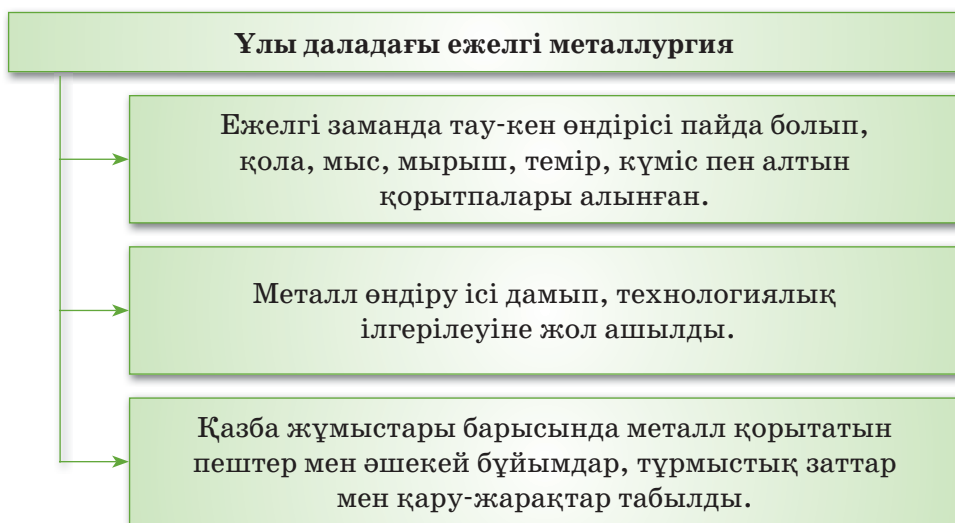 Ұлы даладағы ежелгі металлургия
Ежелгі заманда тау-кен өндірісі пайда болып,
қола, мыс, мырыш, темір, күміс пен алтын
қорытпалары алынған.
Металл өндіру ісі дамып, технологиялық
ілгерілеуіне жол ашылды.
Қазба жұмыстары барысында металл қорытатын
пештер мен әшекей бұйымдар, тұрмыстық заттар
мен қару-жарақтар табылды.